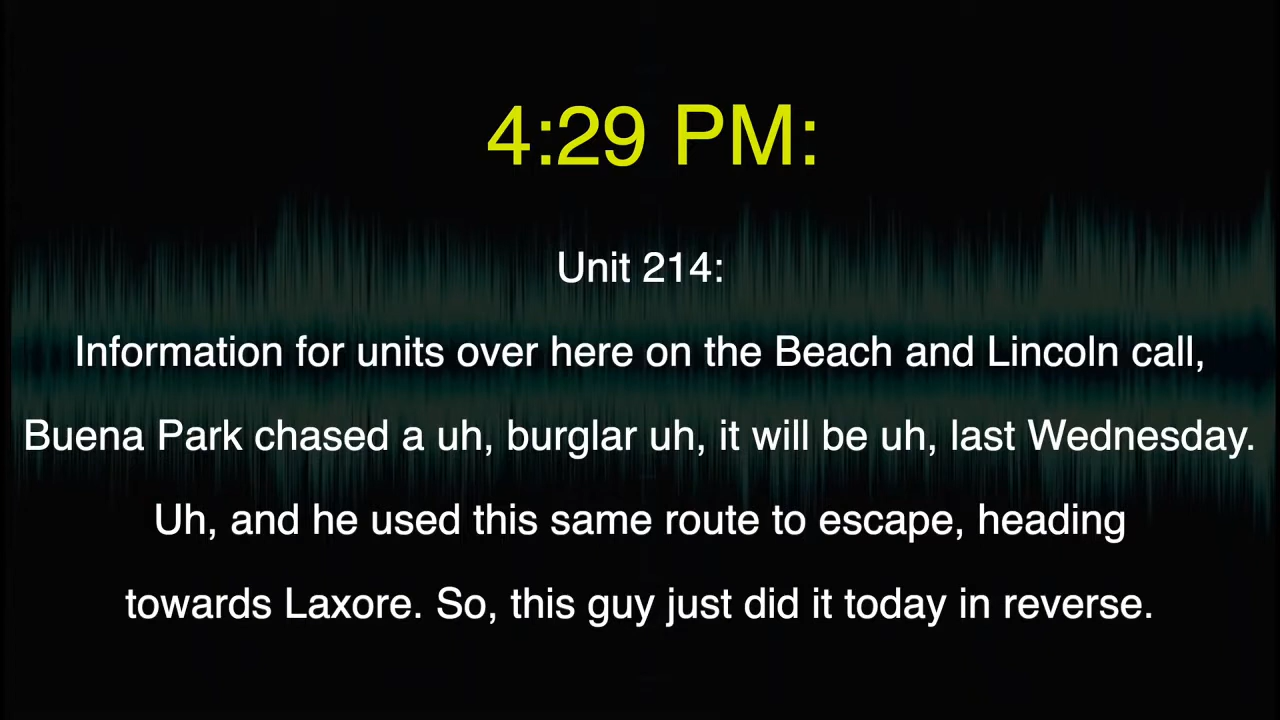 4:29 PM:
Unit 214:
Information for units over here on the Beach and Lincoln call,
Buena Park chased a uh, burglar uh, it will be uh, last Wednesday.
Uh, and he used this same route to escape, heading
towards Laxore. So, this guy just did it today in reverse.